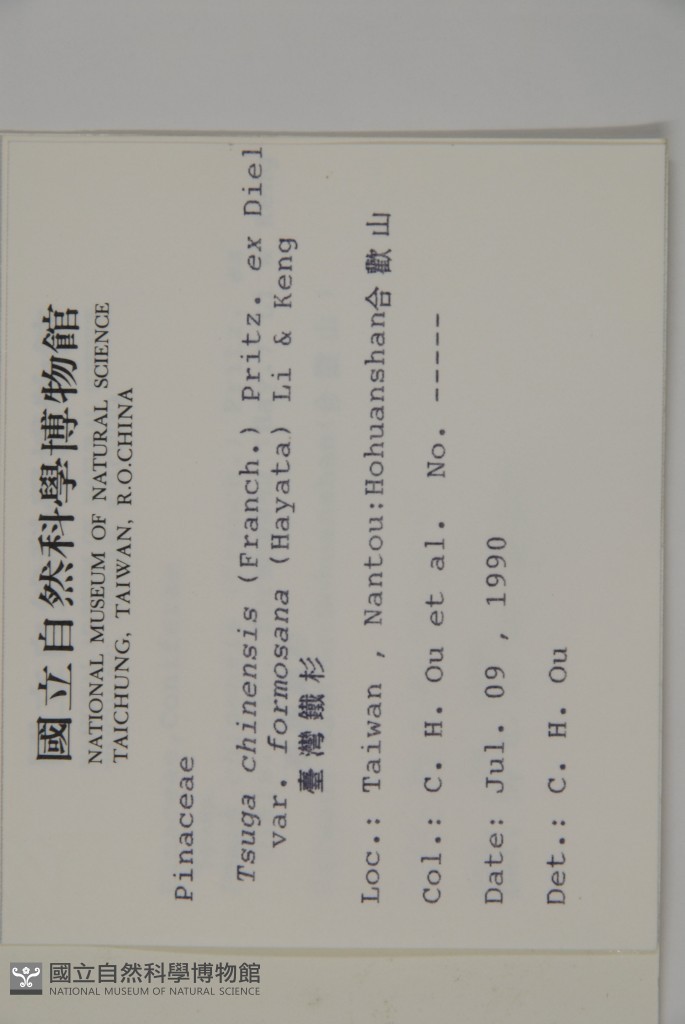 國立自然科學博物館
NATIONAL MUSEUM OF NATURAL SCIENCE
TAICHUNG, TAIWAN, R.O.CHINA
Pinaceae
Tsuga chinensis (Franch.) Pritz. ex Diel
var. formosana (Hayata) Li & Keng
臺灣鐵杉
Loc.: Taiwan , Nantou:Hohuanshan合歡山
Col.: C. H. Ou et al. No. -----
Date: Jul. 09 , 1990
Det.: C. H. Ou
國立自然科學博物館
NATIONAL MUSEUM OF NATURAL SCIENCE